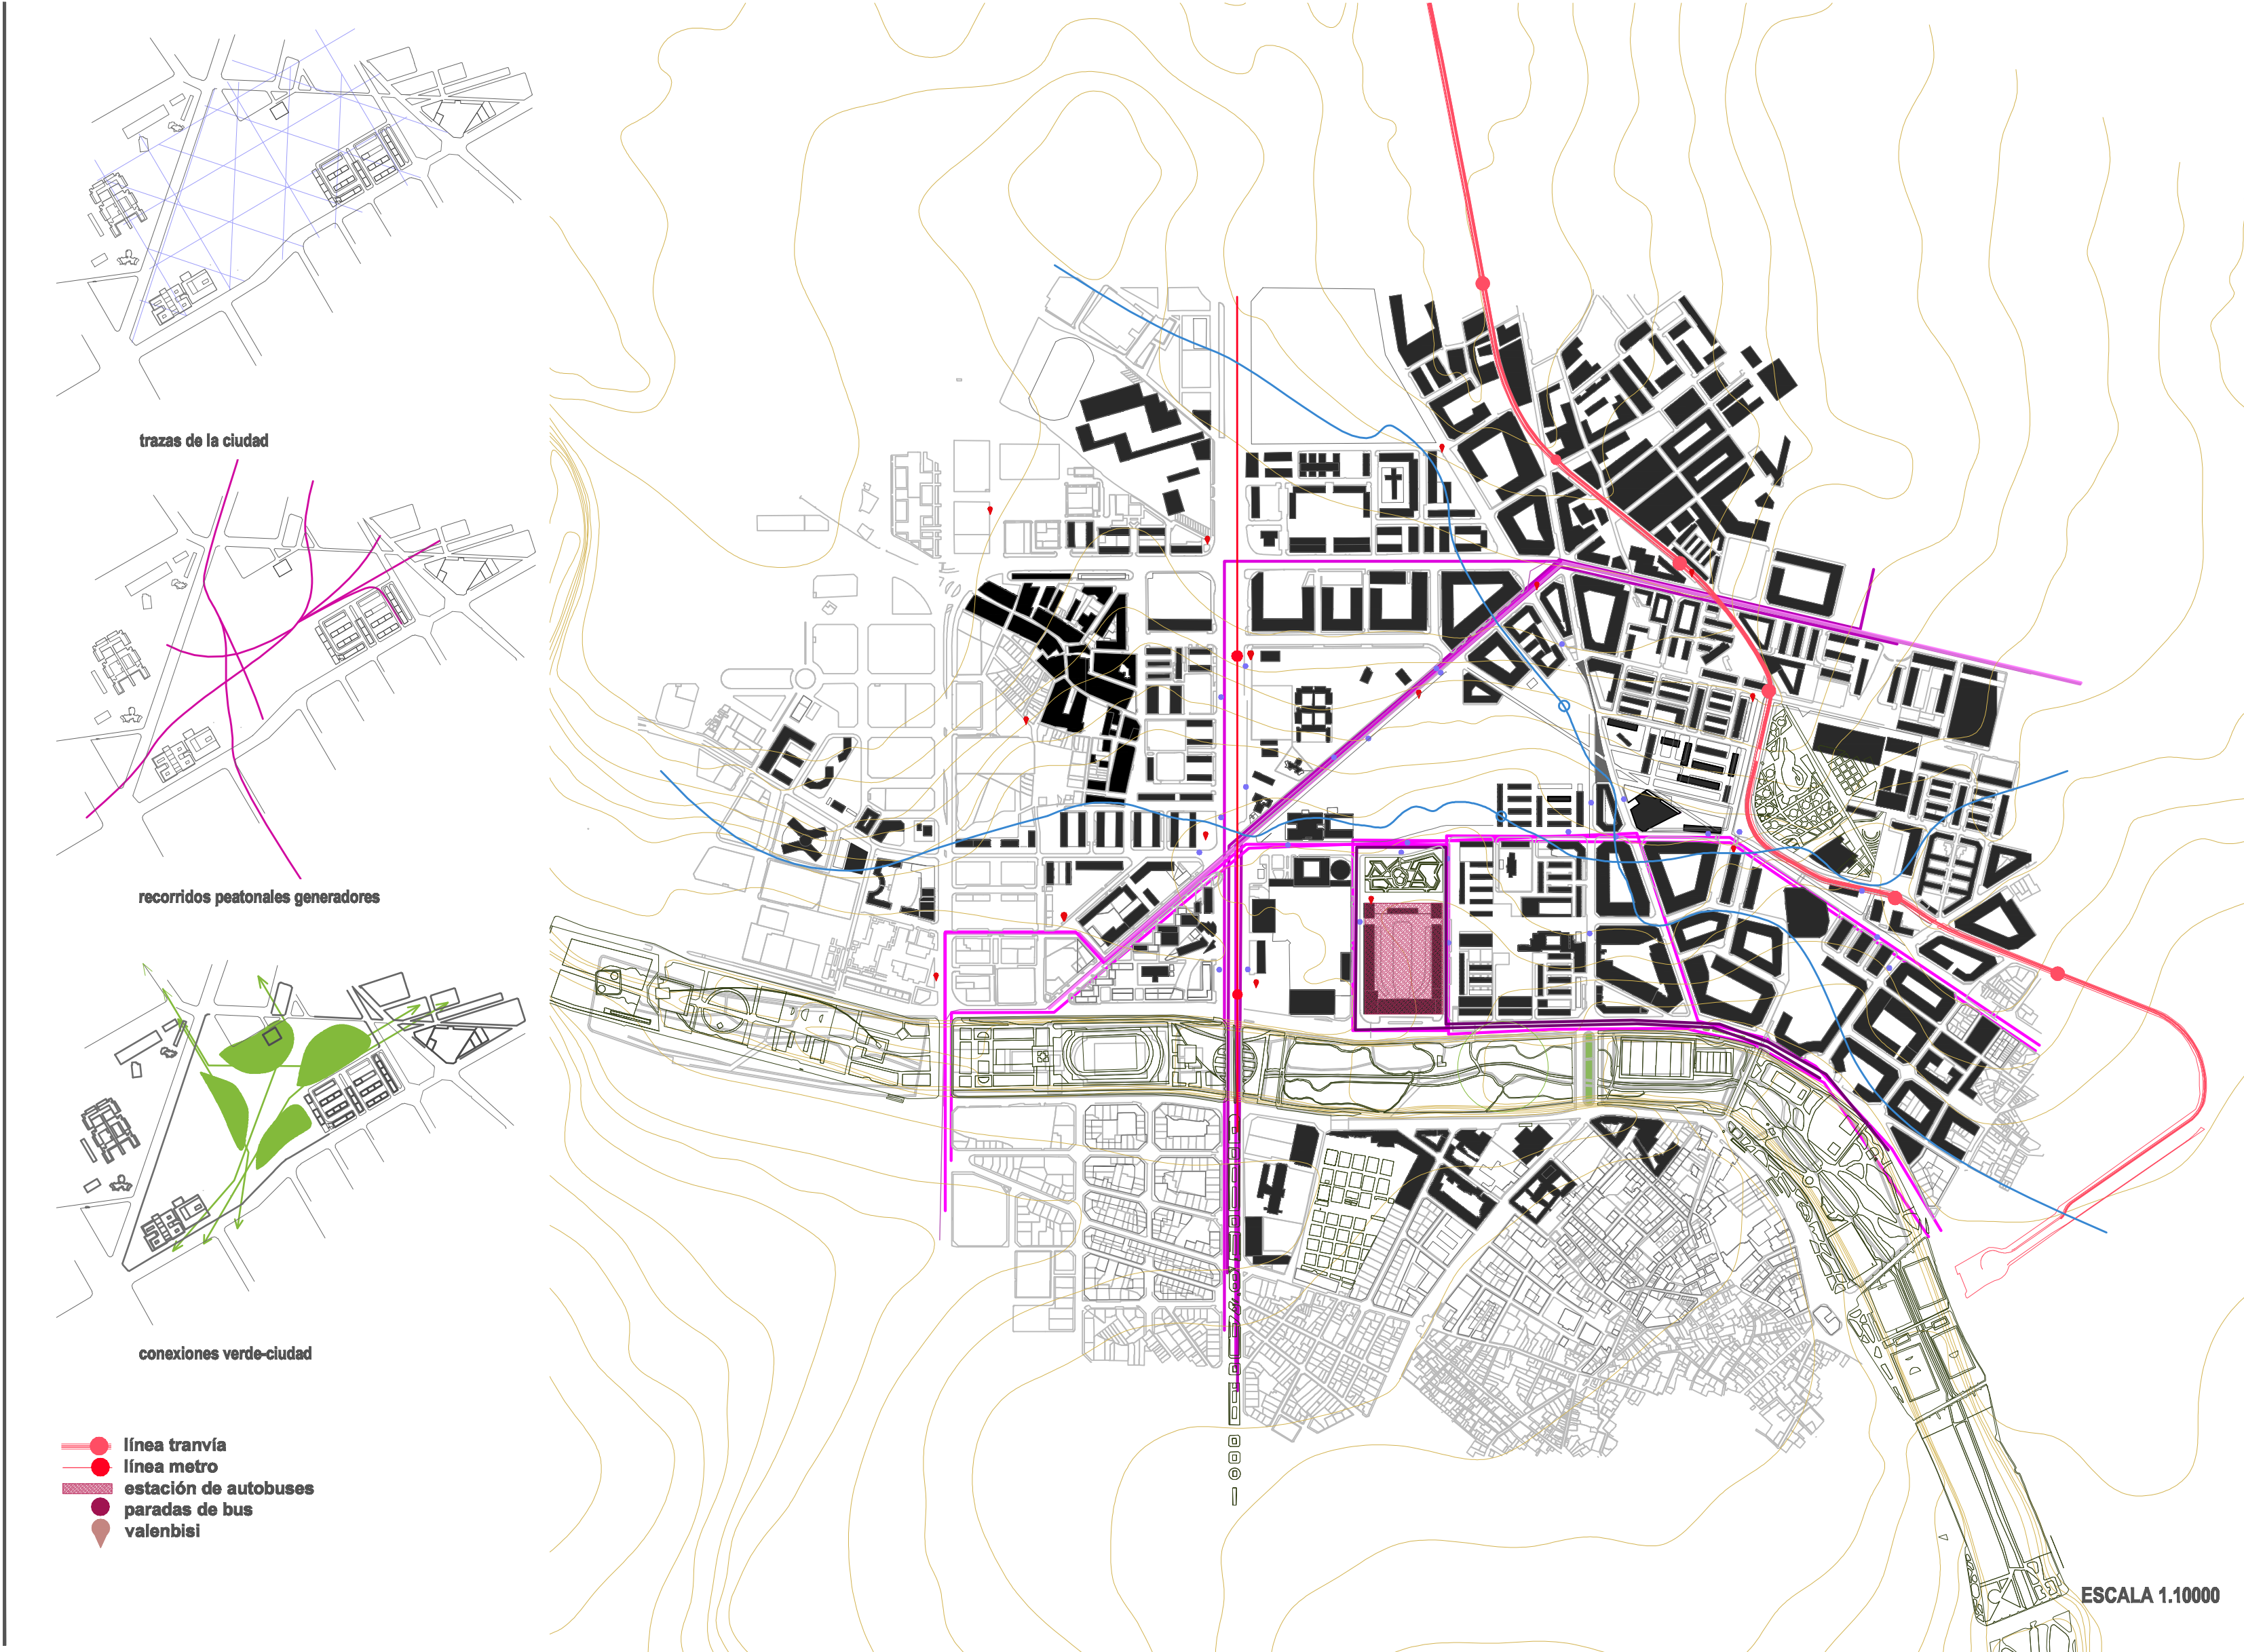 trazas de la ciudad
recorridos peatonales generadores
conexiones verde-ciudad
línea tranvía
línea metro
estación de autobuses
paradas de bus
valenbisi
ESCALA 1.10000